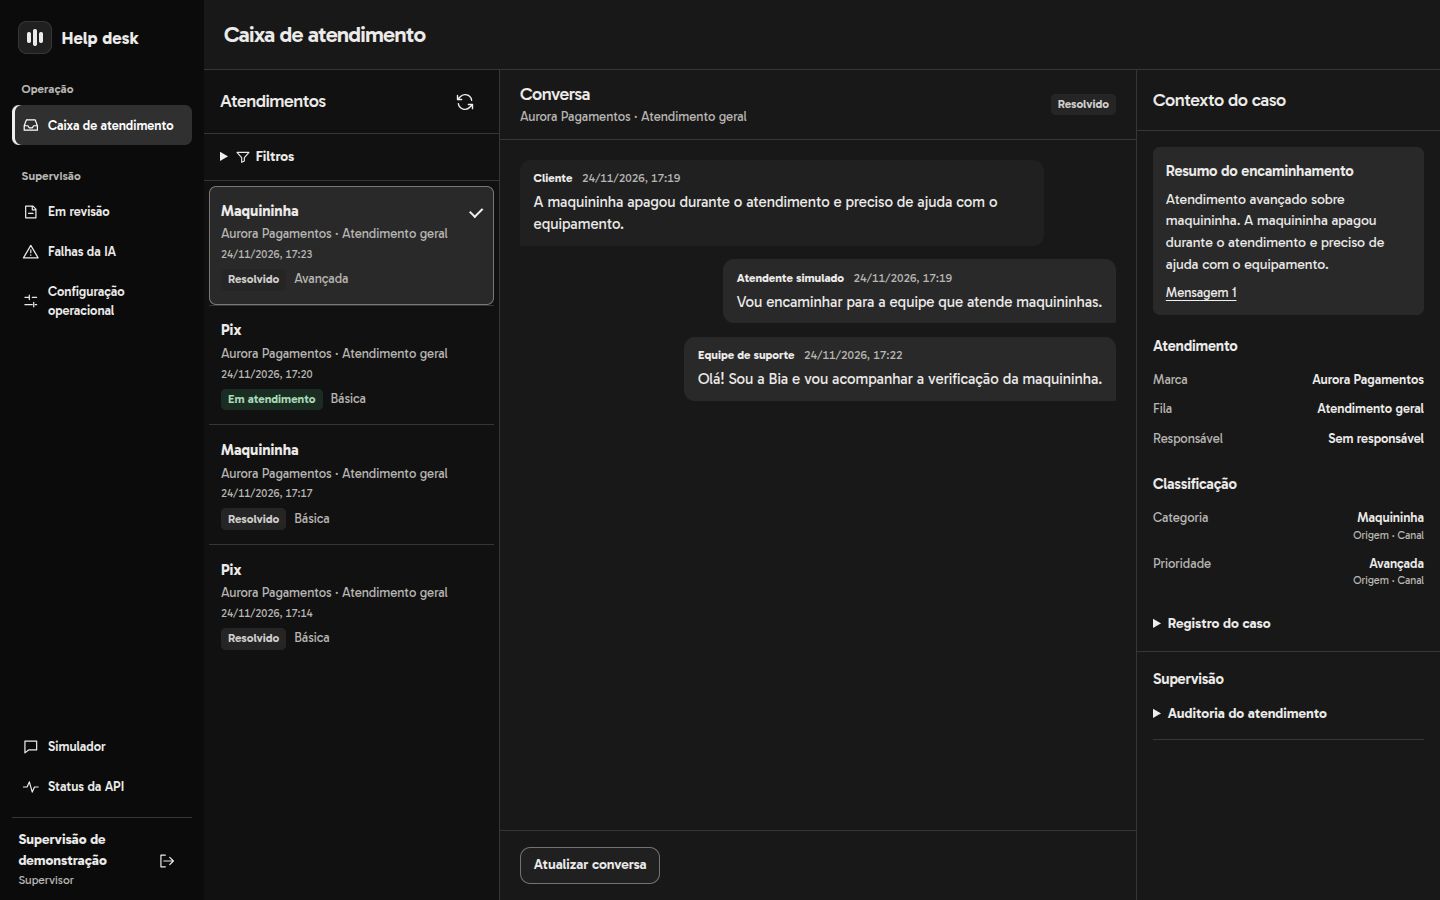 Help desk
Operação
Caixa de atendimento
Supervisão
Em revisão
Falhas da IA
Configuração
operacional
Simulador
Status da API
Supervisão de
demonstração
Supervisor
Caixa de atendimento
Atendimentos
Filtros
Maquininha
Aurora Pagamentos · Atendimento geral
24/11/2026, 17:23
Resolvido Avançada
Pix
Aurora Pagamentos · Atendimento geral
24/11/2026, 17:20
Em atendimento Básica
Maquininha
Aurora Pagamentos · Atendimento geral
24/11/2026, 17:17
Resolvido Básica
Pix
Aurora Pagamentos · Atendimento geral
24/11/2026, 17:14
Resolvido Básica
Conversa
Aurora Pagamentos · Atendimento geral
Resolvido
Cliente 24/11/2026, 17:19
A maquininha apagou durante o atendimento e preciso de ajuda com o
equipamento.
Atendente simulado 24/11/2026, 17:19
Vou encaminhar para a equipe que atende maquininhas.
Equipe de suporte 24/11/2026, 17:22
Olá! Sou a Bia e vou acompanhar a verificação da maquininha.
Atualizar conversa
Contexto do caso
Resumo do encaminhamento
Atendimento avançado sobre
maquininha. A maquininha apagou
durante o atendimento e preciso de
ajuda com o equipamento.
Mensagem 1
Atendimento
Marca Aurora Pagamentos
Fila Atendimento geral
Responsável Sem responsável
Classificação
Categoria Maquininha
Origem · Canal
Prioridade Avançada
Origem · Canal
Registro do caso
Supervisão
Auditoria do atendimento